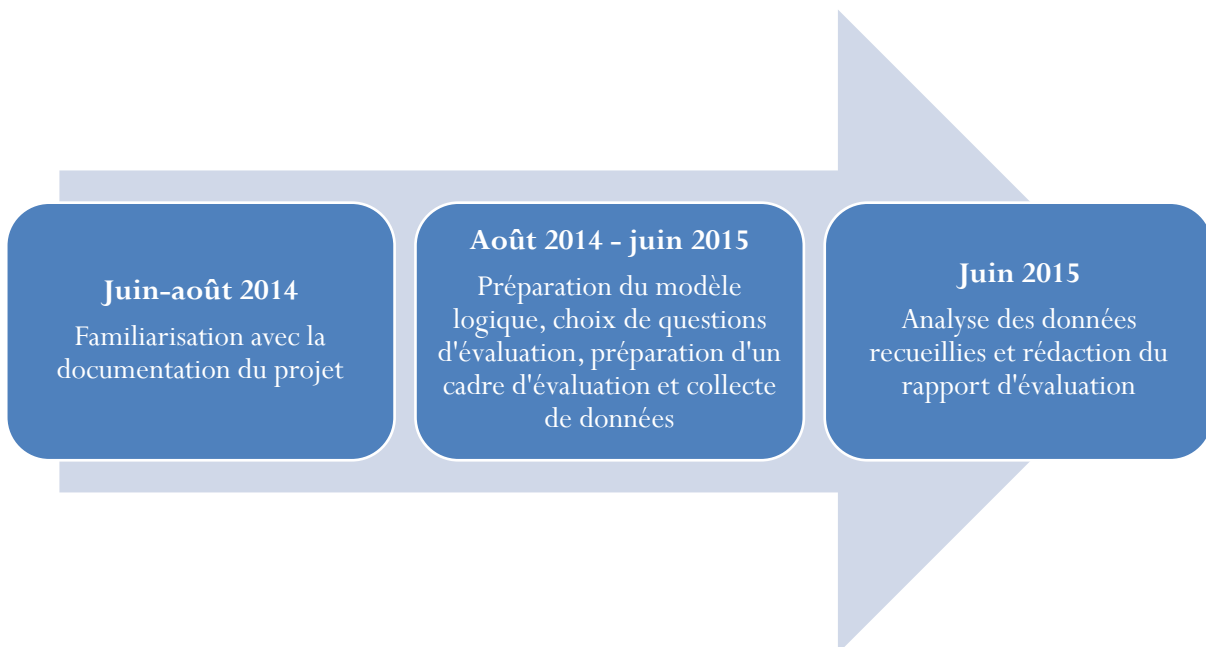 Juin-août 2014
Familiarisation avec la
documentation du projet
Août 2014 - juin 2015
Préparation du modèle
logique, choix de questions
d'évaluation, préparation d'un
cadre d'évaluation et collecte
de données
Juin 2015
Analyse des données
recueillies et rédaction du
rapport d'évaluation